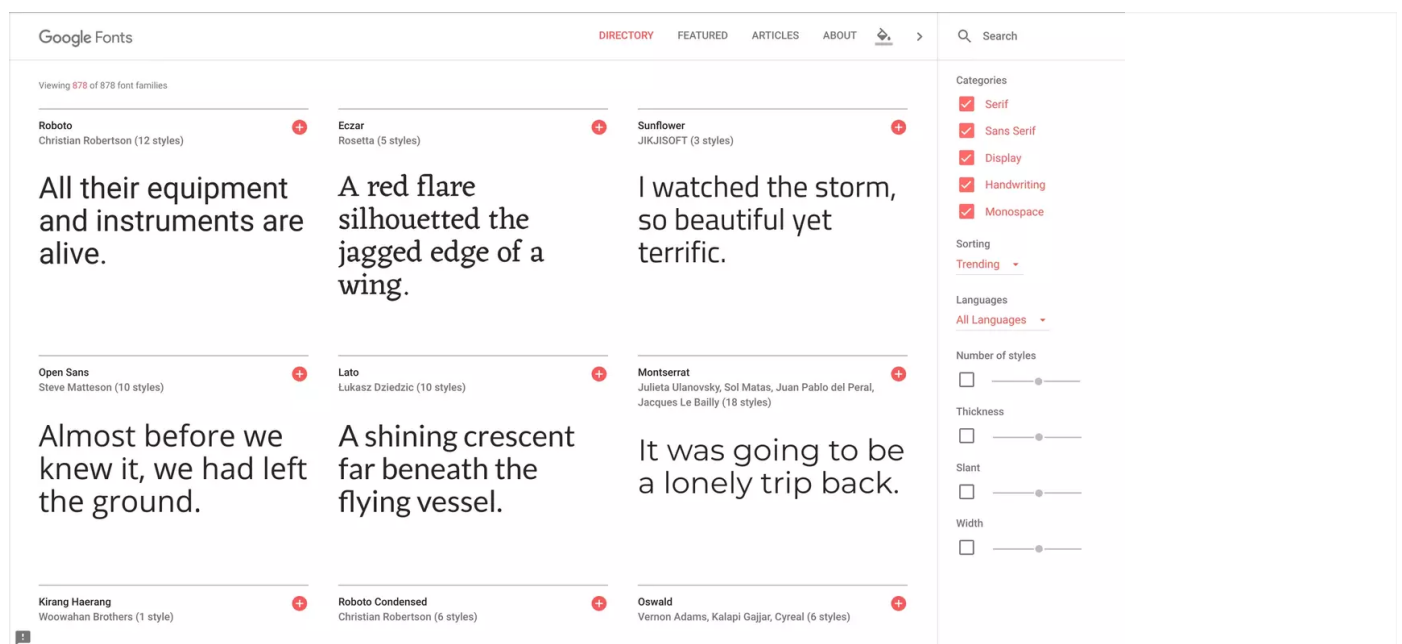 Google Fonts
DIRECTORY FEATURED ARTICLES ABOUT
Search
Viewing 878 of 878 font families
Roboto
Christian Robertson (12 styles)
All their equipment
and instruments are
alive.
Eczar
Rosetta (5 styles)
A red flare
silhouetted the
jagged edge of a
wing.
Sunflower
JIKJISOFT (3 styles)
I watched the storm,
so beautiful yet
terrific.
Open Sans
Steve Matteson (10 styles)
Almost before we
knew it, we had left
the ground.
Lato
Łukasz Dziedzic (10 styles)
A shining crescent
far beneath the
flying vessel.
Montserrat
Julieta Ulanovsky, Sol Matas, Juan Pablo del Peral,
Jacques Le Bailly (18 styles)
It was going to be
a lonely trip back.
Kirang Haerang
Woowahan Brothers (1 style)
Roboto Condensed
Christian Robertson (6 styles)
Oswald
Vernon Adams, Kalapi Gajjar, Cyreal (6 styles)
Categories
Serif
Sans Serif
Display
Handwriting
Monospace
Sorting
Trending
Languages
All Languages
Number of styles
Thickness
Slant
Width